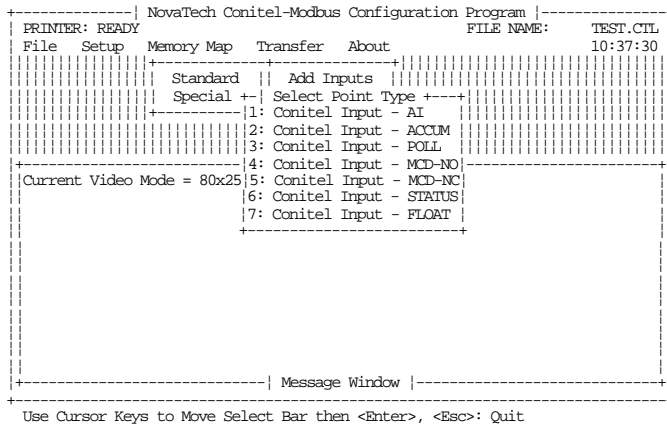 NovaTech Conitel-Modbus Configuration Program
PRINTER: READY FILE NAME: TEST.CTL
File Setup Memory Map Transfer About 10:37:30
Standard Add Inputs
Special Select Point Type
1: Conitel Input - AI
2: Conitel Input - ACCUM
3: Conitel Input - POLL
4: Conitel Input - MCD-NO
Current Video Mode = 80x25 5: Conitel Input - MCD-NC
6: Conitel Input - STATUS
7: Conitel Input - FLOAT
Message Window
Use Cursor Keys to Move Select Bar then <Enter>, <Esc>: Quit